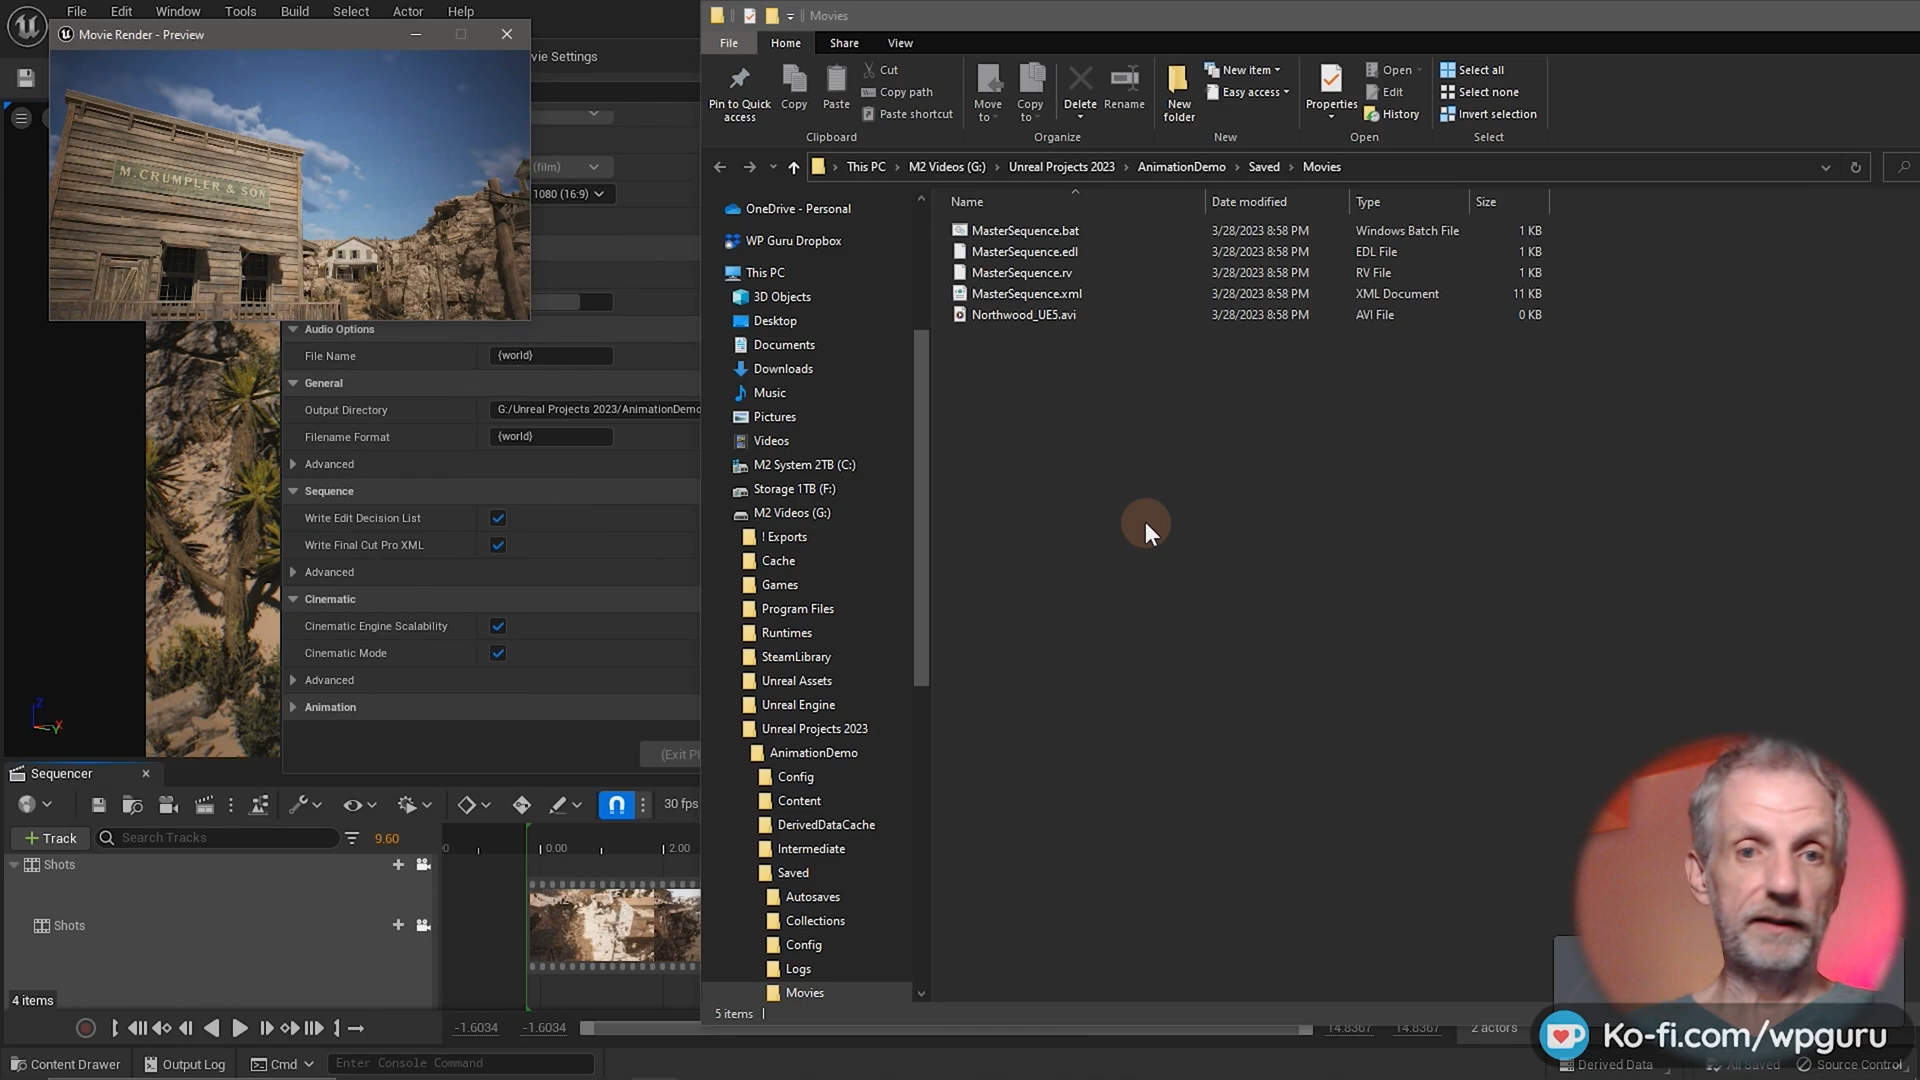 File Edit Window Tools Build Select Actor Help
Movie Render - Preview
vie Settings
M.CRUMPLER & SON
(film)
1080 (16:9)
Audio Options
File Name {world}
General
Output Directory G:/Unreal Projects 2023/AnimationDemo
Filename Format {world}
Advanced
Sequence
Write Edit Decision List
Write Final Cut Pro XML
Advanced
Cinematic
Cinematic Engine Scalability
Cinematic Mode
Advanced
Animation
(Exit P
Z
X
Y
Sequencer
30 fps
Track Search Tracks 9.60
0 0.00 2.00
Shots
Shots
4 items
-1.6034 -1.6034 14.8367 14.8367 2 actors
Content Drawer Output Log Cmd Enter Console Command Derived Data All Saved Source Control
Movies
File Home Share View
Pin to Quick access
Copy
Paste
Cut
Copy path
Paste shortcut
Clipboard
Move to
Copy to
Delete
Rename
Organize
New folder
New item
Easy access
New
Properties
Open
Edit
History
Open
Select all
Select none
Invert selection
Select
This PC M2 Videos (G:) Unreal Projects 2023 AnimationDemo Saved Movies
OneDrive - Personal
WP Guru Dropbox
This PC
3D Objects
Desktop
Documents
Downloads
Music
Pictures
Videos
M2 System 2TB (C:)
Storage 1TB (F:)
M2 Videos (G:)
! Exports
Cache
Games
Program Files
Runtimes
SteamLibrary
Unreal Assets
Unreal Engine
Unreal Projects 2023
AnimationDemo
Config
Content
DerivedDataCache
Intermediate
Saved
Autosaves
Collections
Config
Logs
Movies
Name Date modified Type Size
MasterSequence.bat 3/28/2023 8:58 PM Windows Batch File 1 KB
MasterSequence.edl 3/28/2023 8:58 PM EDL File 1 KB
MasterSequence.rv 3/28/2023 8:58 PM RV File 1 KB
MasterSequence.xml 3/28/2023 8:58 PM XML Document 11 KB
Northwood_UE5.avi 3/28/2023 8:58 PM AVI File 0 KB
5 items
Ko-fi.com/wpguru